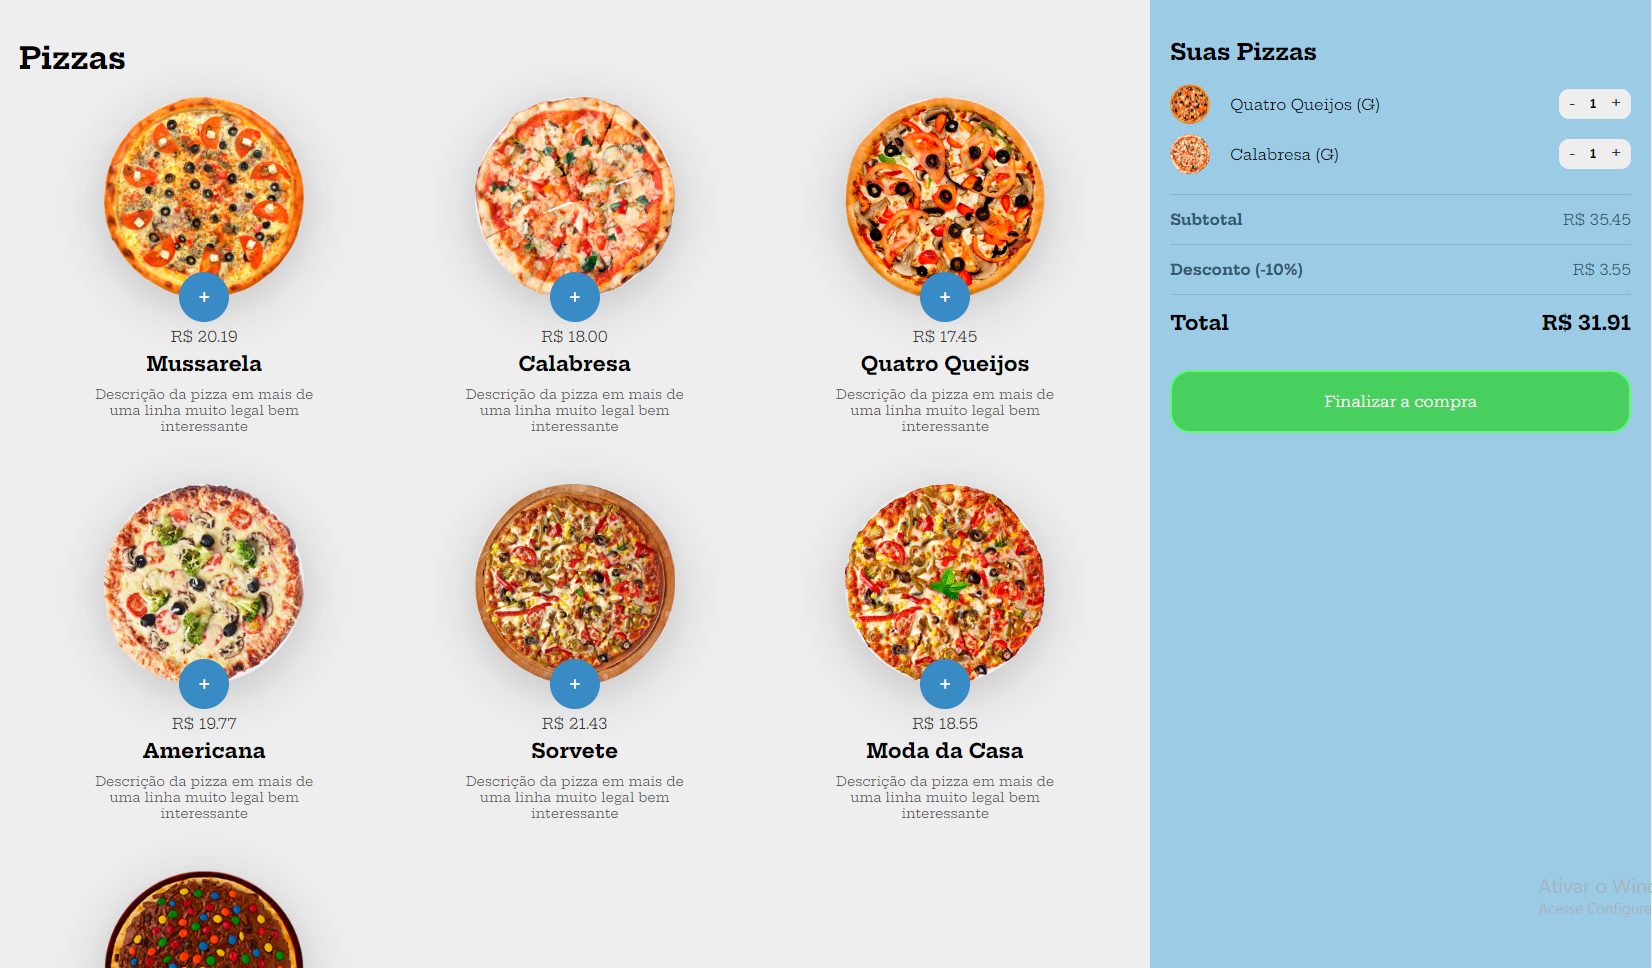 Pizzas
+
R$ 20.19
Mussarela
Descrição da pizza em mais de
uma linha muito legal bem
interessante
+
R$ 18.00
Calabresa
Descrição da pizza em mais de
uma linha muito legal bem
interessante
+
R$ 17.45
Quatro Queijos
Descrição da pizza em mais de
uma linha muito legal bem
interessante
+
R$ 19.77
Americana
Descrição da pizza em mais de
uma linha muito legal bem
interessante
+
R$ 21.43
Sorvete
Descrição da pizza em mais de
uma linha muito legal bem
interessante
+
R$ 18.55
Moda da Casa
Descrição da pizza em mais de
uma linha muito legal bem
interessante
Suas Pizzas
Quatro Queijos (G) - 1 +
Calabresa (G) - 1 +
Subtotal R$ 35.45
Desconto (-10%) R$ 3.55
Total R$ 31.91
Finalizar a compra
Ativar o
Acesse